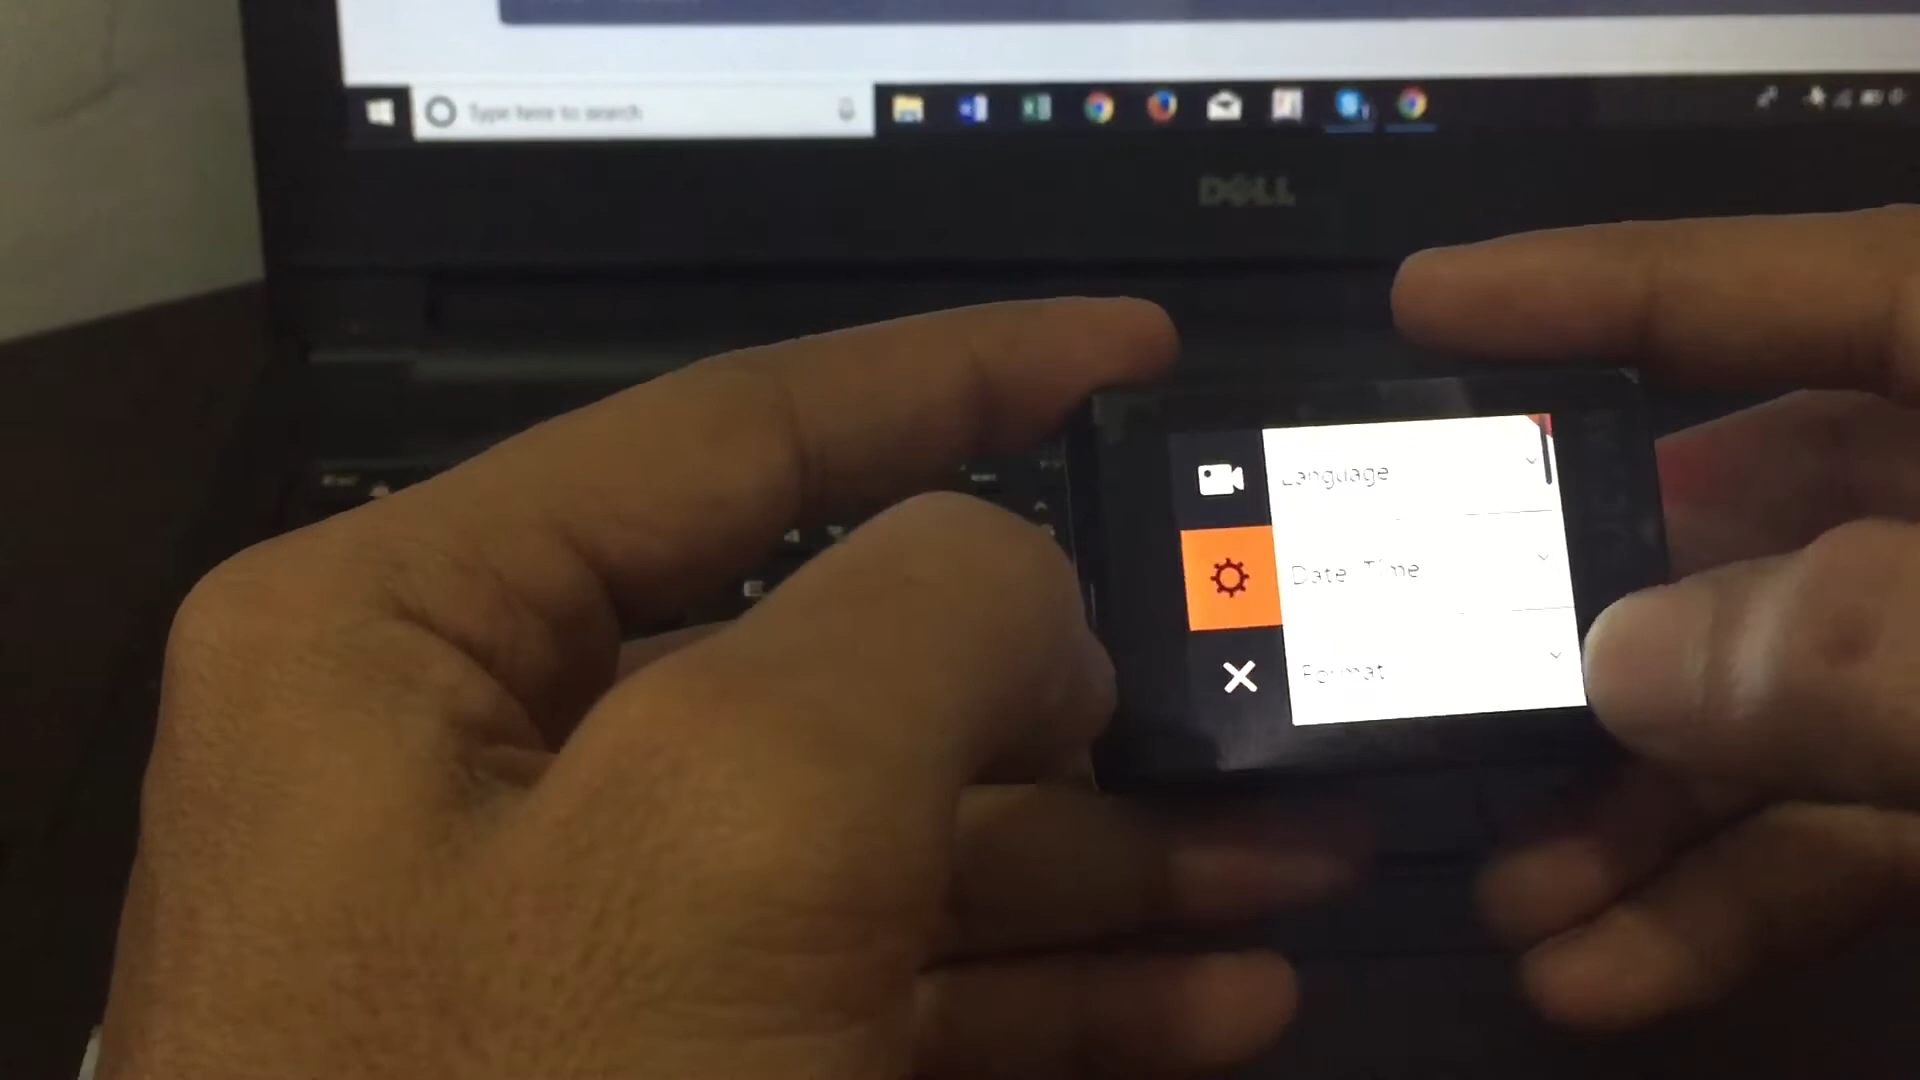 Type here to search
DELL
Language
Date Time
Format